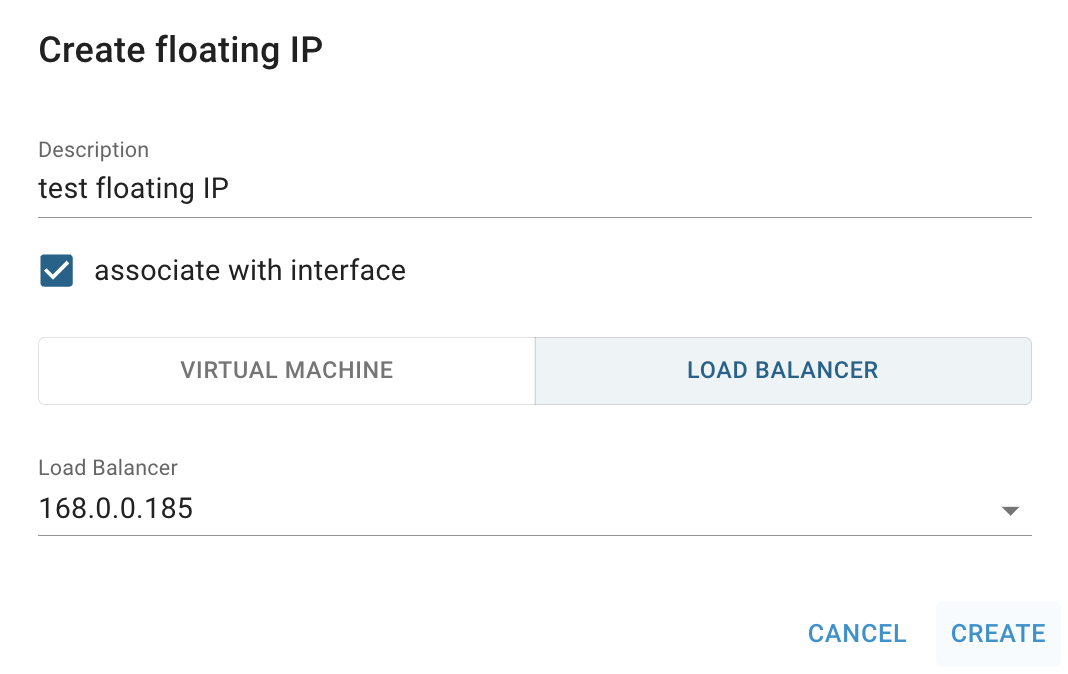 Create floating IP
Description
test floating IP
associate with interface
VIRTUAL MACHINE
LOAD BALANCER
Load Balancer
168.0.0.185
CANCEL
CREATE